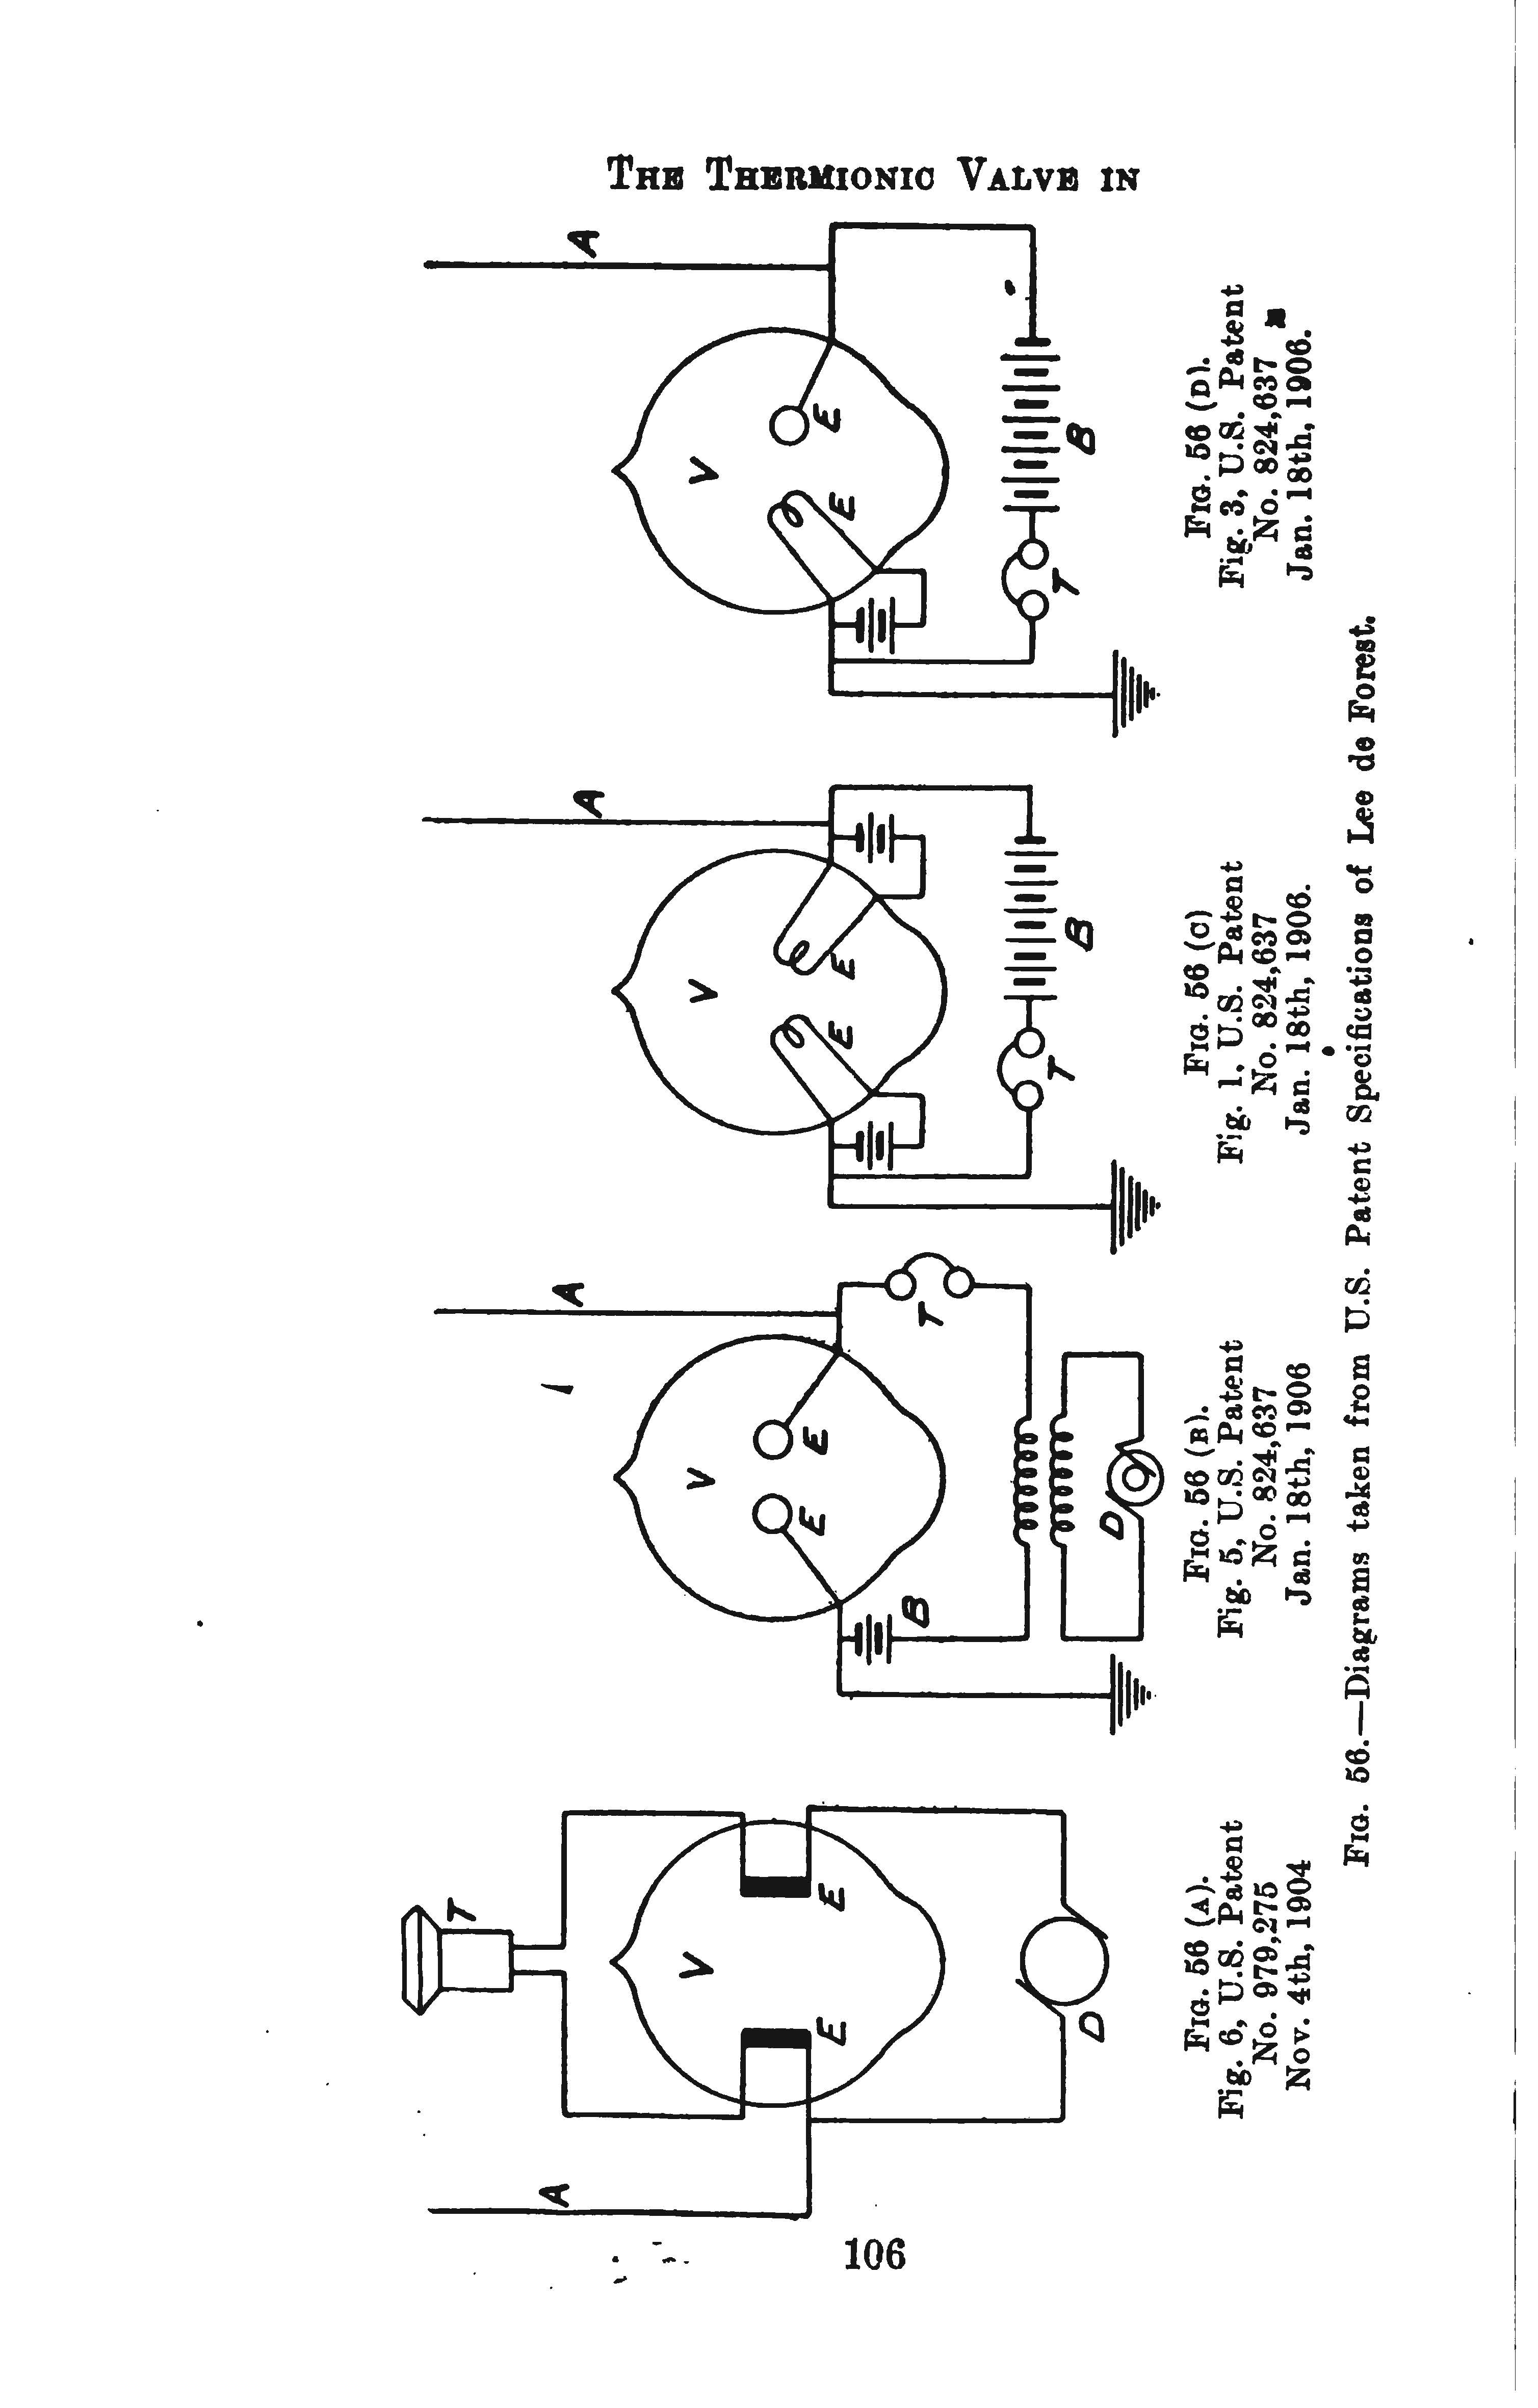 THE THERMIONIC VALVE IN
A
T
V
E
E
D
FIG. 56 (A).
Fig. 6, U.S. Patent
No. 979,275
Nov. 4th, 1904
A
V
E
E
T
B
D
FIG. 56 (B).
Fig. 5, U.S. Patent
No. 824,637
Jan. 18th, 1906
A
V
E
E
T
B
FIG. 56 (C)
Fig. 1, U.S. Patent
No. 824,637
Jan. 18th, 1906.
A
V
E
E
T
B
FIG. 56 (D).
Fig. 3, U.S. Patent
No. 824,637
Jan. 18th, 1906.
FIG. 56.—Diagrams taken from U.S. Patent Specifications of Lee de Forest.
106